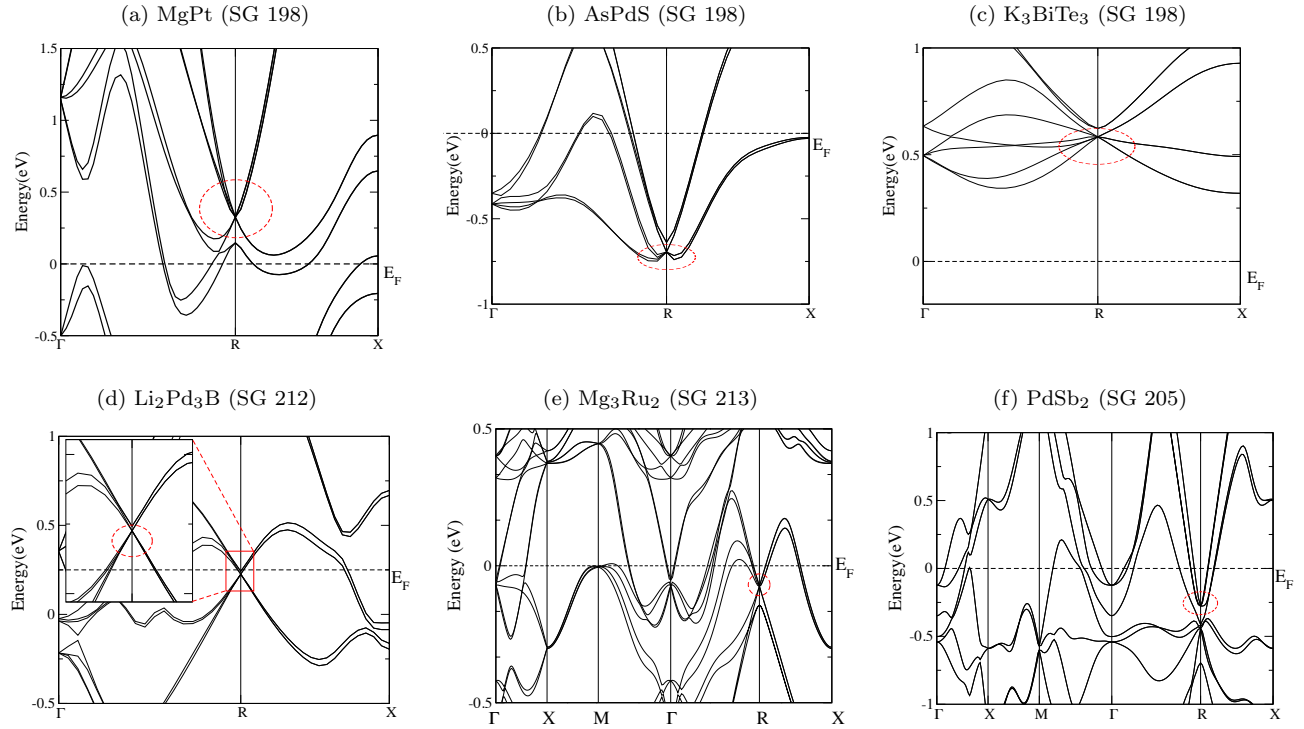 (a) MgPt (SG 198)
1.5
1
0.5
0
-0.5
Energy(eV)
Γ
R
X
E_F
(b) AsPdS (SG 198)
0.5
0
-0.5
-1
Energy(eV)
Γ
R
X
E_F
(c) K₃BiTe₃ (SG 198)
1
0.5
0
Energy(eV)
Γ
R
X
E_F
(d) Li₂Pd₃B (SG 212)
1
0.5
0
-0.5
Energy(eV)
Γ
R
X
E_F
(e) Mg₃Ru₂ (SG 213)
0.5
0
-0.5
Energy (eV)
Γ
X
M
Γ
R
X
E_F
(f) PdSb₂ (SG 205)
1
0.5
0
-0.5
-1
Energy(eV)
Γ
X
M
Γ
R
X
E_F